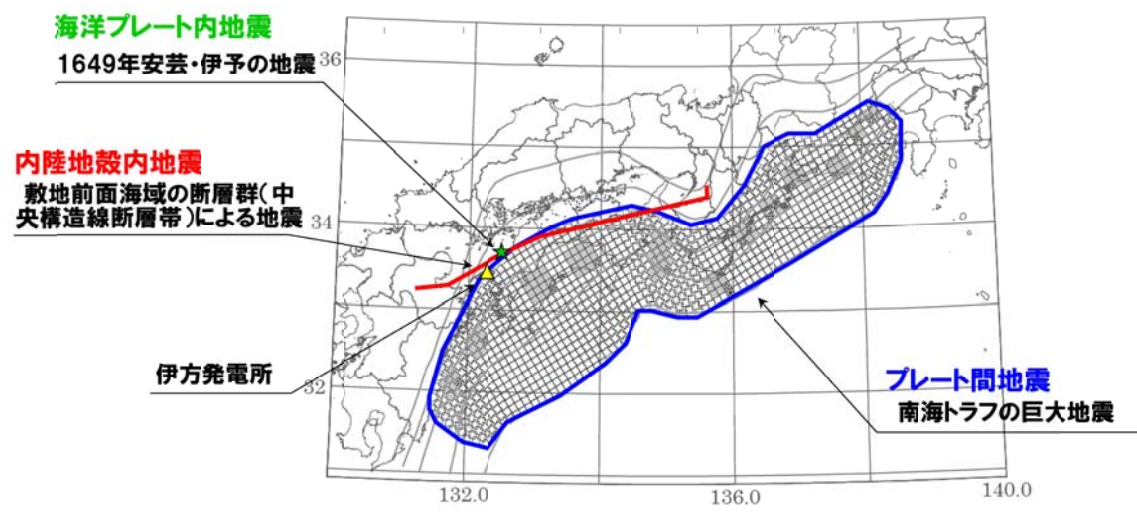 海洋プレート内地震
1649年安芸・伊予の地震
内陸地殻内地震
敷地前面海域の断層群(中
央構造線断層帯)による地震
伊方発電所
プレート間地震
南海トラフの巨大地震
36
34
32
132.0
136.0
140.0